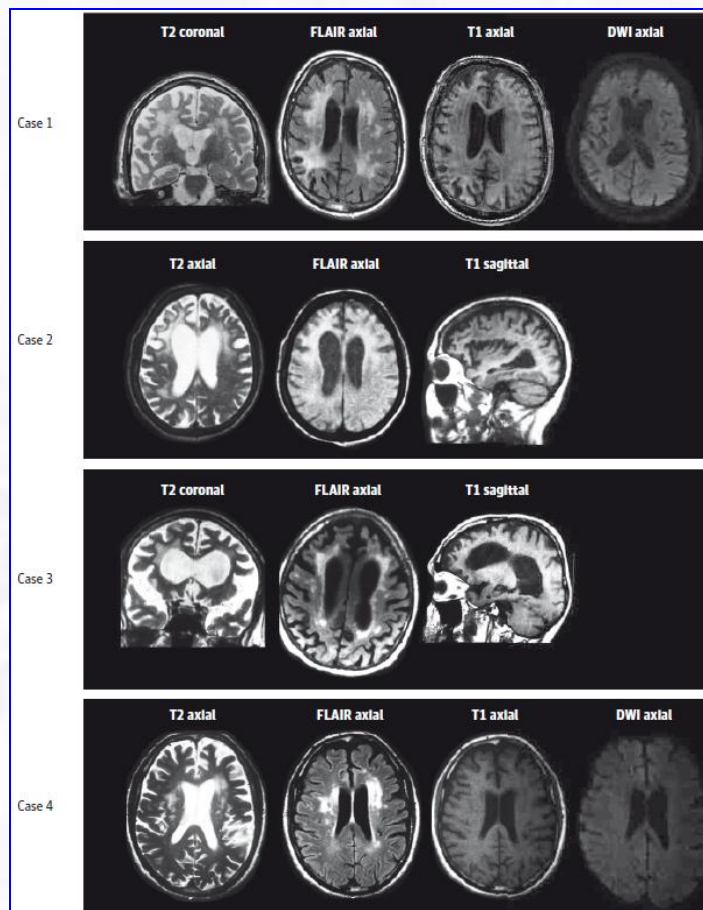 T2 coronal FLAIR axial T1 axial DWI axial
Case 1
T2 axial FLAIR axial T1 sagittal
Case 2
T2 coronal FLAIR axial T1 sagittal
Case 3
T2 axial FLAIR axial T1 axial DWI axial
Case 4